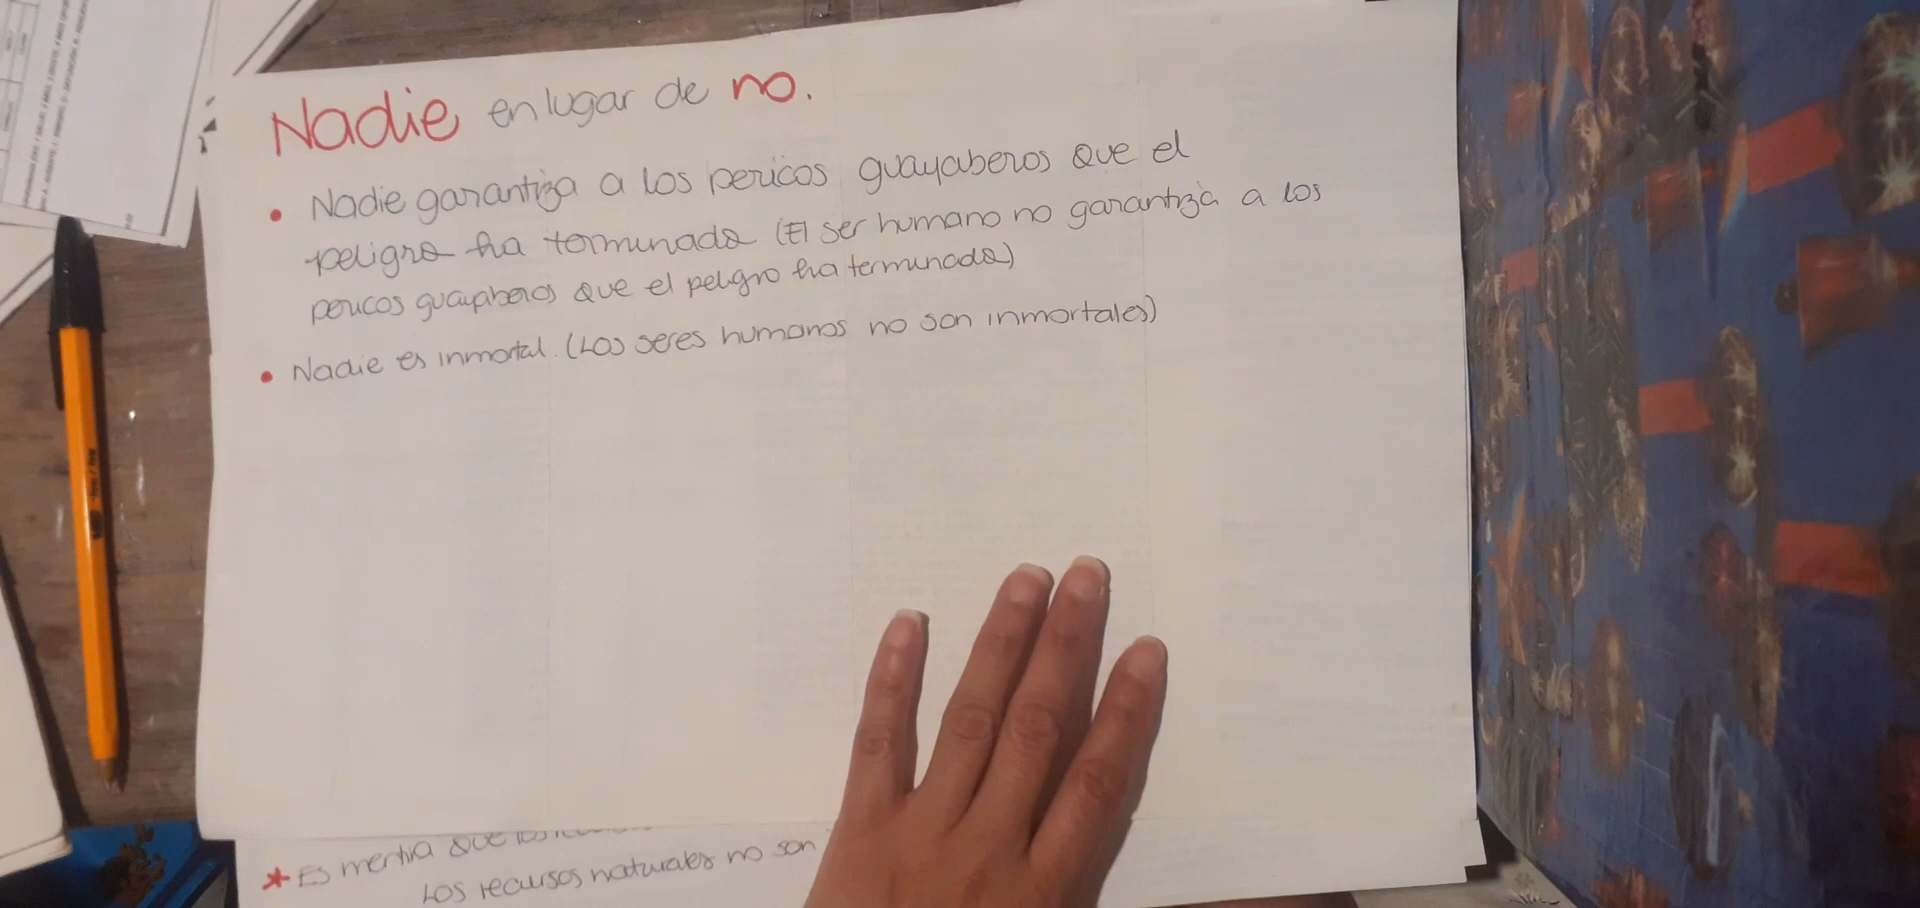 Nadie en lugar de no.
• Nadie garantiza a los pericos guayaberos que el
peligro ha terminado (El ser humano no garantiza a los
pericos guayaberos que el peligro ha terminado)
• Nadie es inmortal. (Los seres humanos no son inmortales)
* Es mentira que los
Los recursos naturales no son